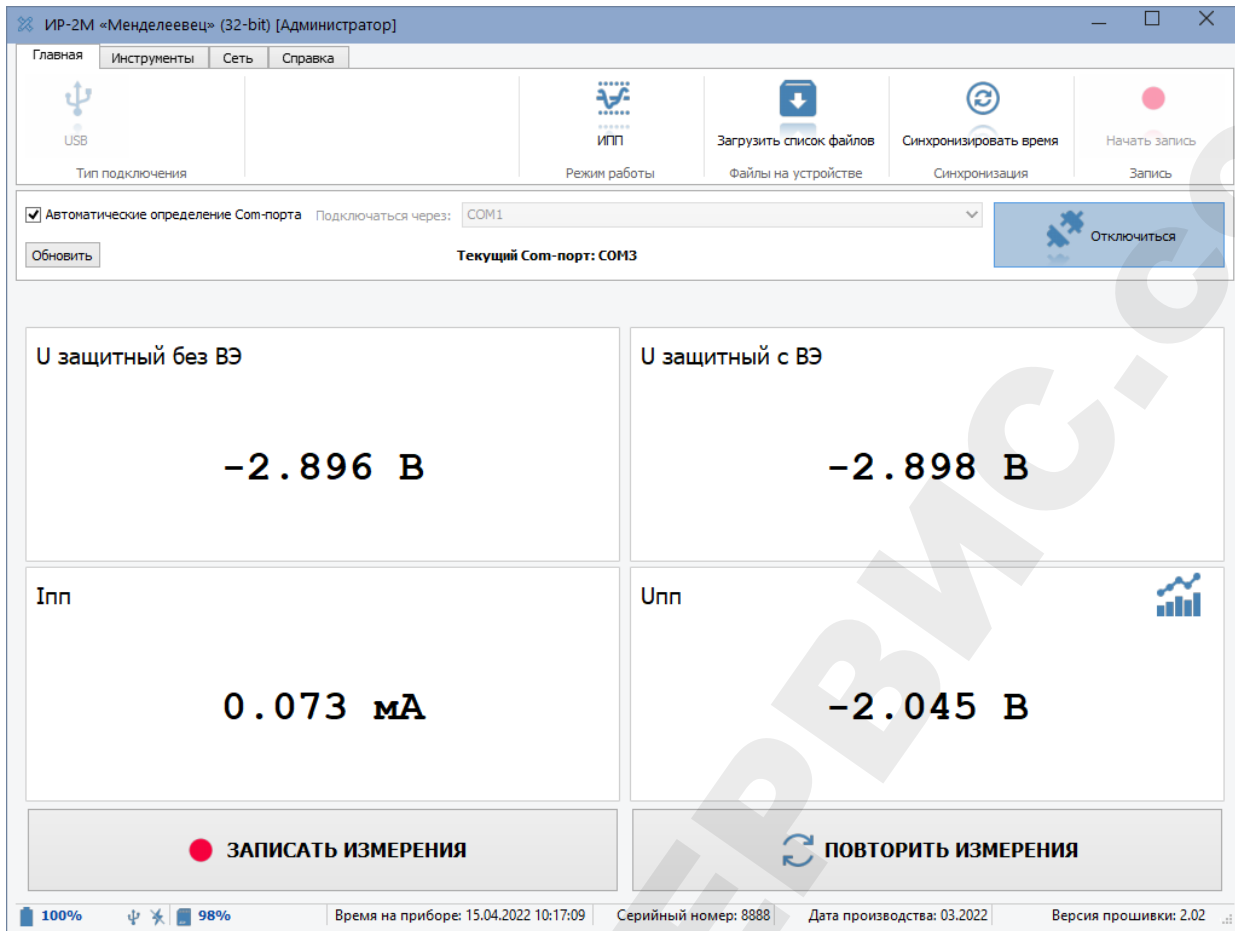 ИР-2М «Менделеевец» (32-bit) [Администратор]
Главная Инструменты Сеть Справка
USB ИПП Загрузить список файлов Синхронизировать время Начать запись
Тип подключения Режим работы Файлы на устройстве Синхронизация Запись
Автоматические определение Com-порта Подключаться через: COM1 Отключиться
Обновить Текущий Com-порт: COM3
U защитный без ВЭ U защитный с ВЭ
-2.896 В -2.898 В
Iпп Uпп
0.073 мА -2.045 В
ЗАПИСАТЬ ИЗМЕРЕНИЯ ПОВТОРИТЬ ИЗМЕРЕНИЯ
100% 98% Время на приборе: 15.04.2022 10:17:09 Серийный номер: 8888 Дата производства: 03.2022 Версия прошивки: 2.02
ЕРВИС.С